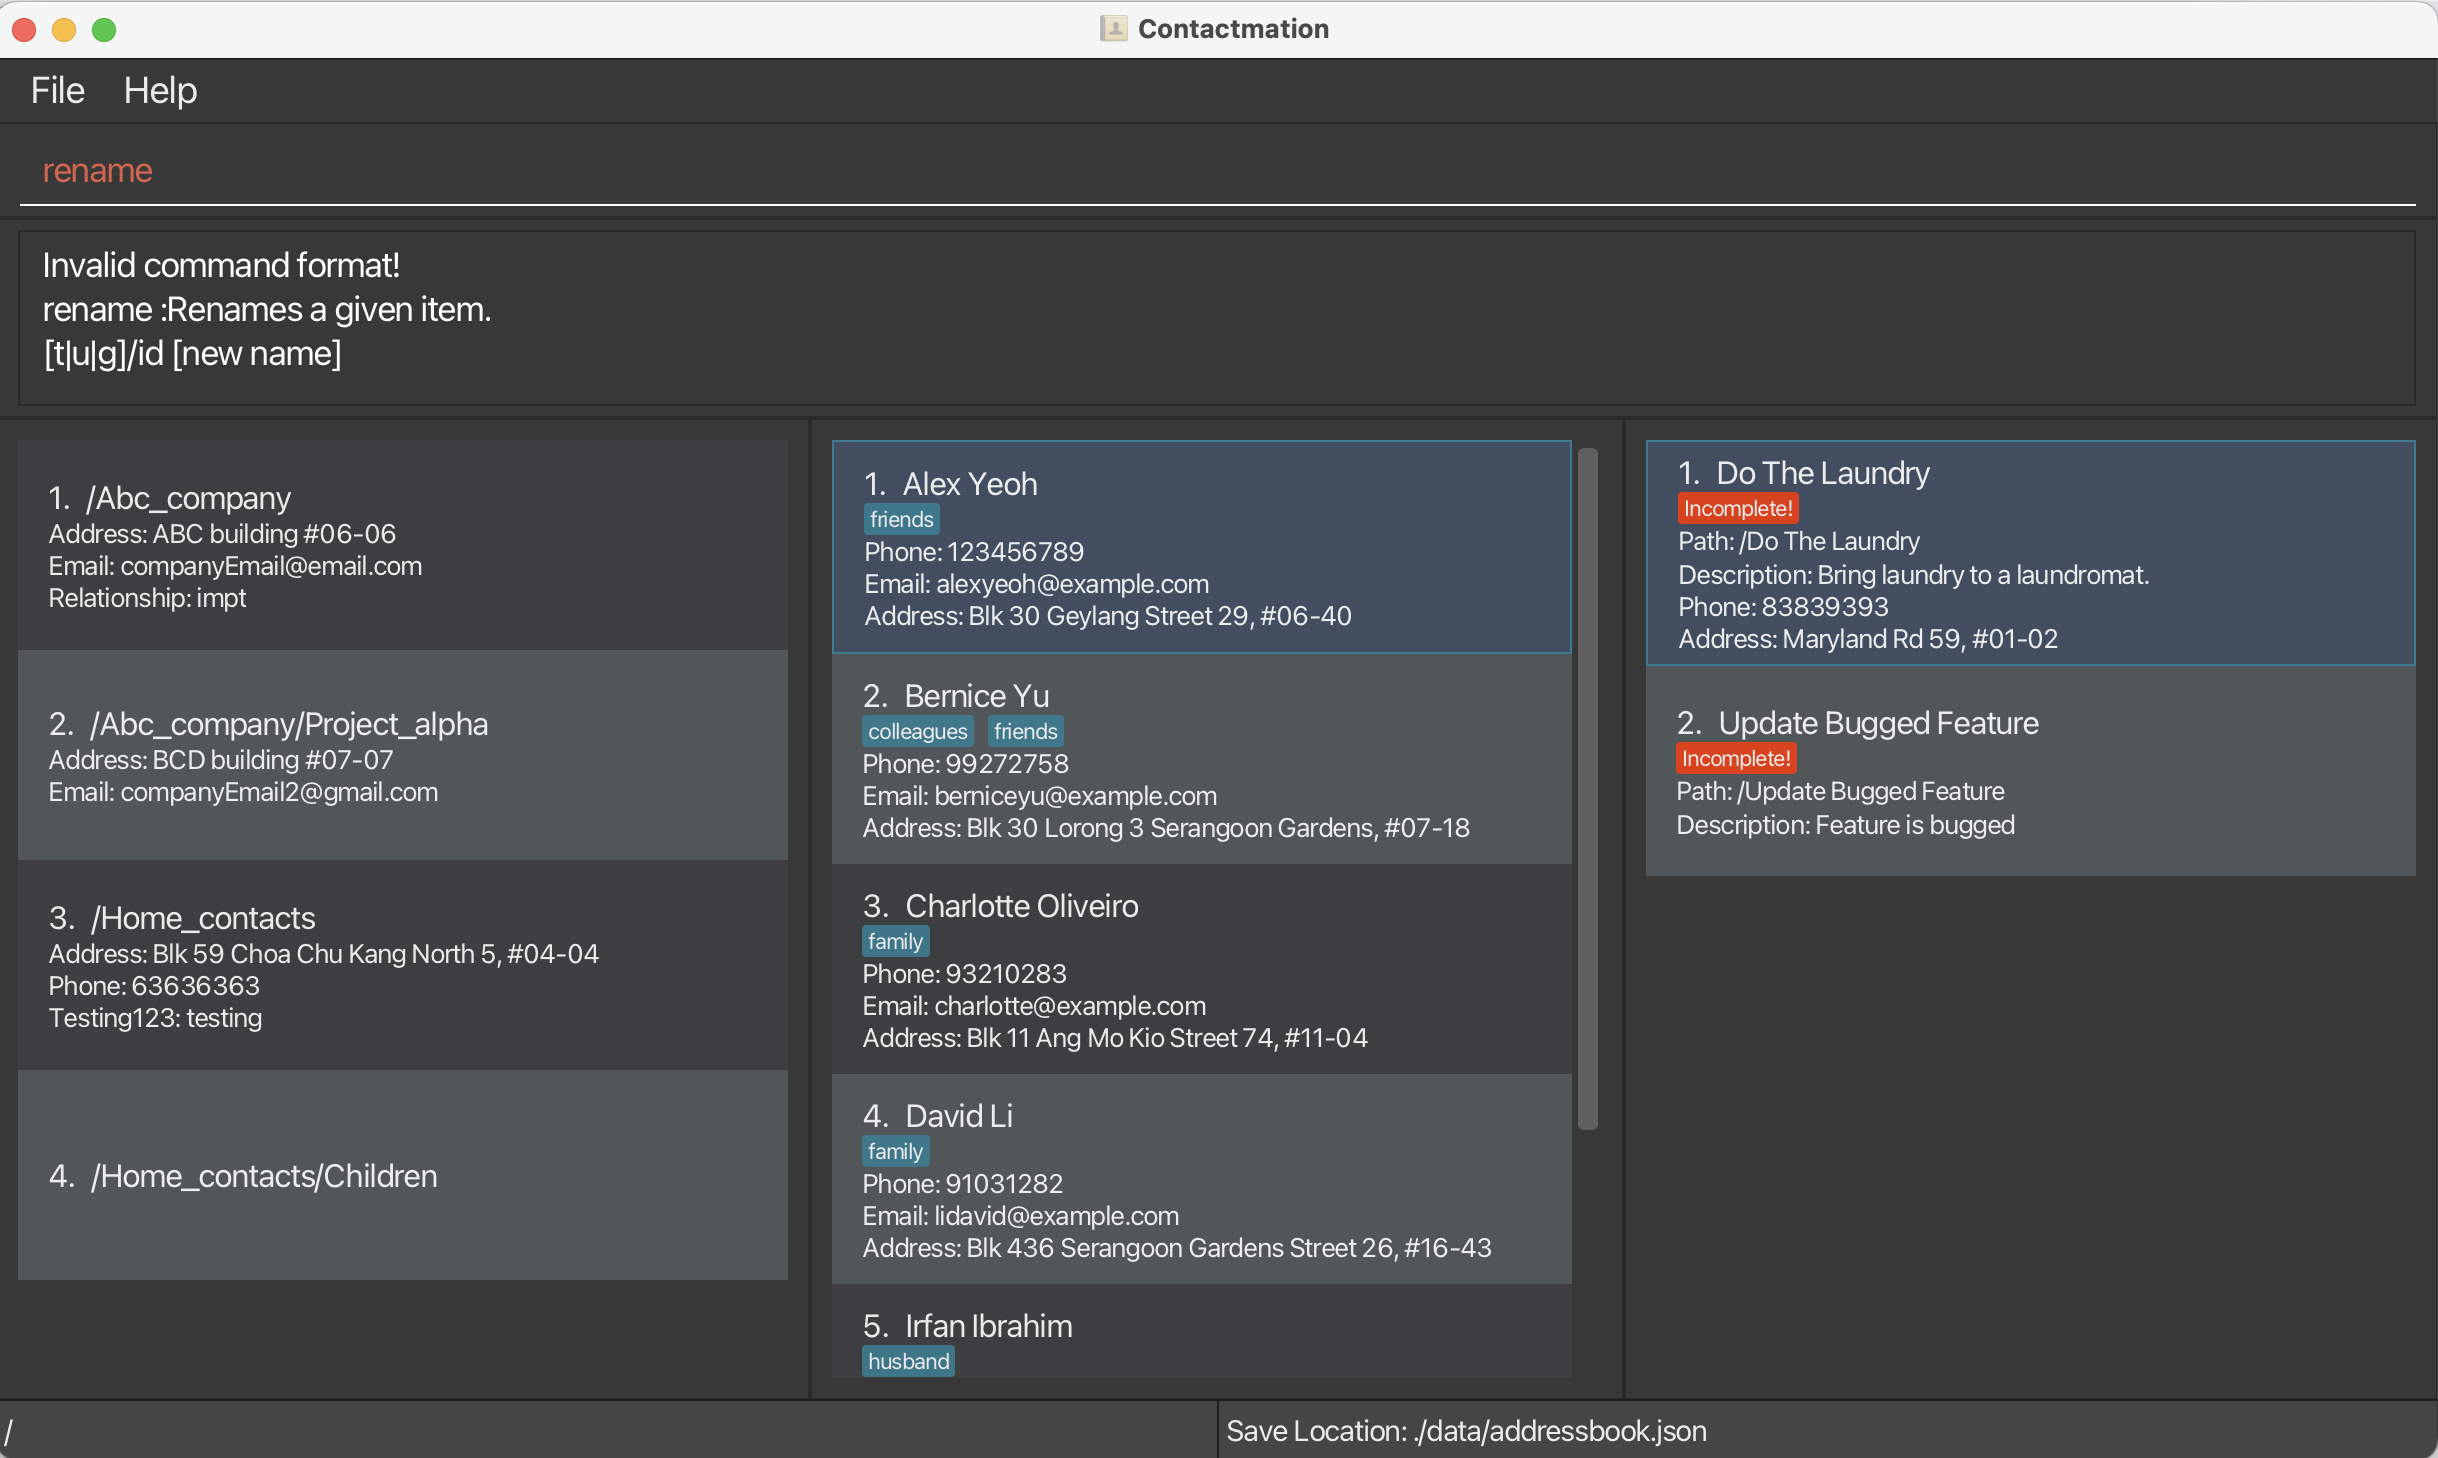 Contactmation
File Help
rename
Invalid command format!
rename :Renames a given item.
[t|u|g]/id [new name]
1. /Abc_company
Address: ABC building #06-06
Email: companyEmail@email.com
Relationship: impt
2. /Abc_company/Project_alpha
Address: BCD building #07-07
Email: companyEmail2@gmail.com
3. /Home_contacts
Address: Blk 59 Choa Chu Kang North 5, #04-04
Phone: 63636363
Testing123: testing
4. /Home_contacts/Children
1. Alex Yeoh
friends
Phone: 123456789
Email: alexyeoh@example.com
Address: Blk 30 Geylang Street 29, #06-40
2. Bernice Yu
colleagues friends
Phone: 99272758
Email: berniceyu@example.com
Address: Blk 30 Lorong 3 Serangoon Gardens, #07-18
3. Charlotte Oliveiro
family
Phone: 93210283
Email: charlotte@example.com
Address: Blk 11 Ang Mo Kio Street 74, #11-04
4. David Li
family
Phone: 91031282
Email: lidavid@example.com
Address: Blk 436 Serangoon Gardens Street 26, #16-43
5. Irfan Ibrahim
husband
1. Do The Laundry
Incomplete!
Path: /Do The Laundry
Description: Bring laundry to a laundromat.
Phone: 83839393
Address: Maryland Rd 59, #01-02
2. Update Bugged Feature
Incomplete!
Path: /Update Bugged Feature
Description: Feature is bugged
/
Save Location: ./data/addressbook.json